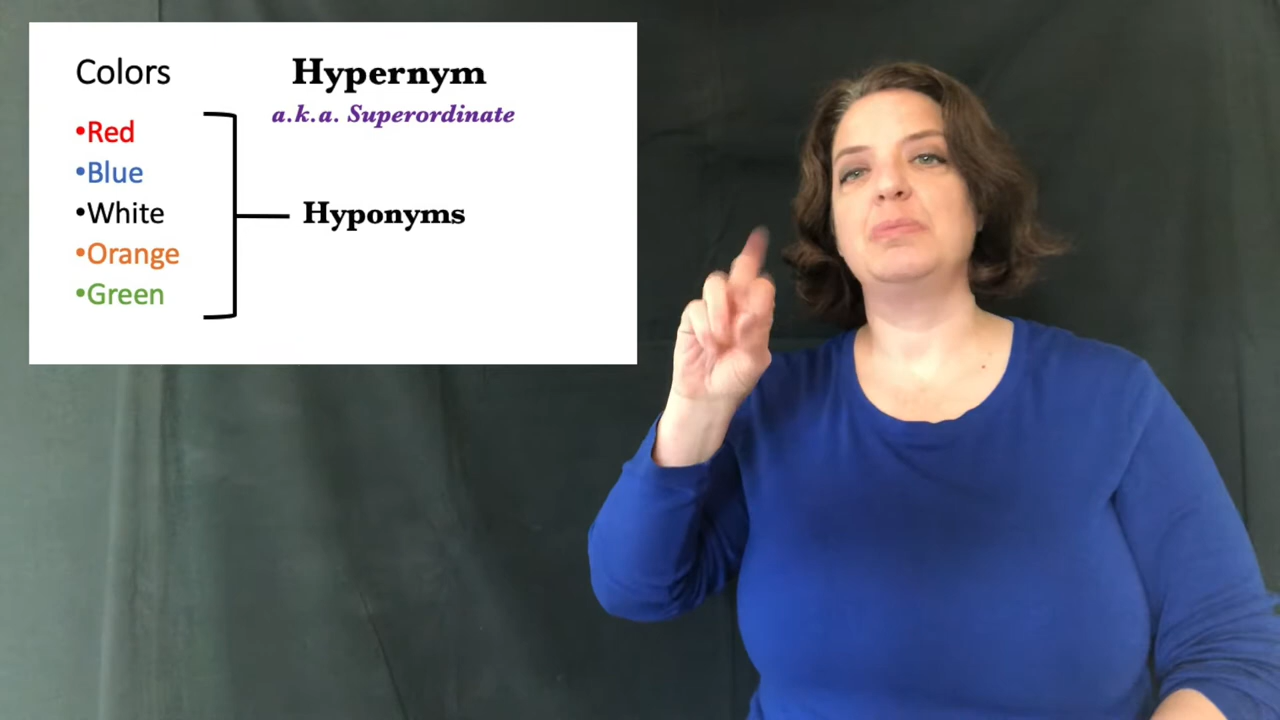 Colors
Hypernym
a.k.a. Superordinate
•Red
•Blue
•White
•Orange
•Green
Hyponyms